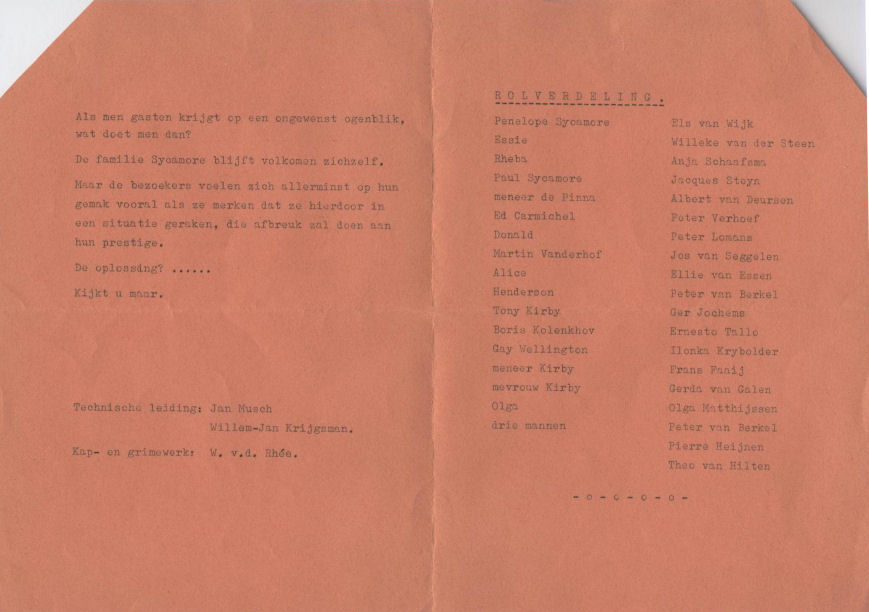 Als men gasten krijgt op een ongewenst ogenblik,
wat doet men dan?
De familie Sycamore blijft volkomen zichzelf.
Maar de bezoekers voelen zich allerminst op hun
gemak vooral als ze merken dat ze hierdoor in
een situatie geraken, die afbreuk zal doen aan
hun prestige.
De oplossing? ......
Kijkt u maar.
Technische leiding: Jan Musch
Willem-Jan Krijgsman.
Kap- en grimewerk: W. v.d. Rhée.
ROLVERDELING.
Penelope Sycamore Els van Wijk
Essie Willeke van der Steen
Rheba Anja Schaafsma
Paul Sycamore Jacques Steyn
meneer de Pinna Albert van Deursen
Ed Carmichel Peter Verhoef
Donald Peter Lomans
Martin Vanderhof Jos van Seggelen
Alice Ellie van Essen
Henderson Peter van Berkel
Tony Kirby Ger Jochems
Boris Kolenkhov Ernesto Tallo
Gay Wellington Ilonka Krybolder
meneer Kirby Frans Faaij
mevrouw Kirby Gerda van Galen
Olga Olga Matthijssen
drie mannen Peter van Berkel
Pierre Heijnen
Theo van Hilten
- o - o - o - o -